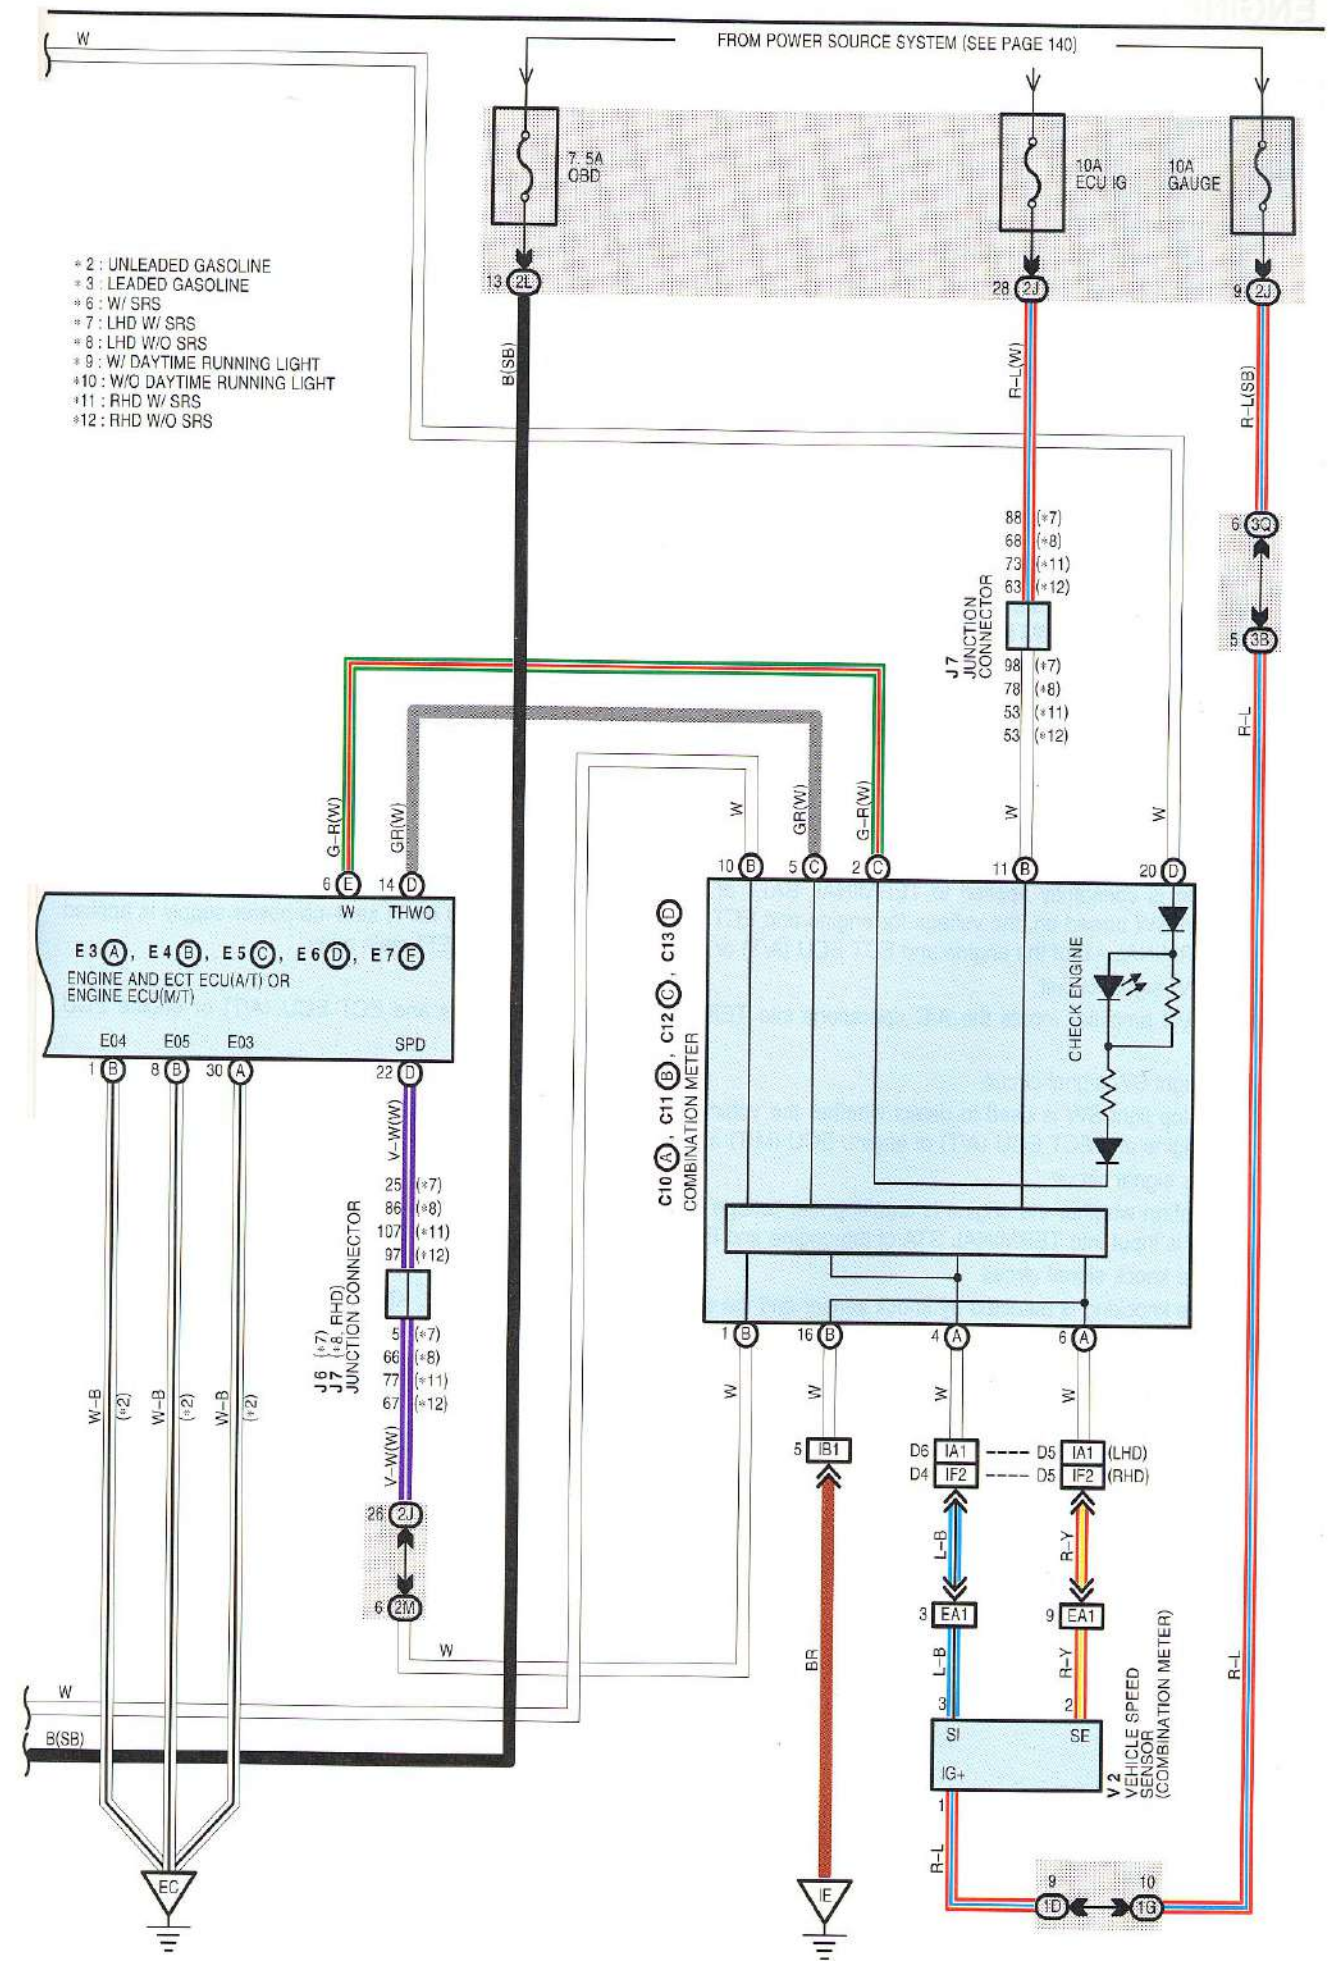 W
FROM POWER SOURCE SYSTEM (SEE PAGE 140)
7. 5A
OBD
10A
ECU-IG
10A
GAUGE
13 2L
28 2J
9 2J
*2 : UNLEADED GASOLINE
*3 : LEADED GASOLINE
*6 : W/ SRS
*7 : LHD W/ SRS
*8 : LHD W/O SRS
*9 : W/ DAYTIME RUNNING LIGHT
*10 : W/O DAYTIME RUNNING LIGHT
*11 : RHD W/ SRS
*12 : RHD W/O SRS
B(SB)
R-L(W)
R-L(SB)
88 (*7)
68 (*8)
73 (*11)
63 (*12)
J7
JUNCTION
CONNECTOR
98 (*7)
78 (*8)
53 (*11)
53 (*12)
6 3Q
5 3B
R-L
G-R(W)
GR(W)
W
GR(W)
G-R(W)
W
W
6 E
14 D
10 B
5 C
2 C
11 B
20 D
W
THWO
E3 A, E4 B, E5 C, E6 D, E7 E
ENGINE AND ECT ECU(A/T) OR
ENGINE ECU(M/T)
E04
E05
E03
SPD
1 B
8 B
30 A
22 D
C10 A, C11 B, C12 C, C13 D
COMBINATION METER
CHECK ENGINE
V-W(W)
25 (*7)
86 (*8)
107 (*11)
97 (*12)
J6 (*7)
J7 (*8, RHD)
JUNCTION CONNECTOR
5 (*7)
66 (*8)
77 (*11)
67 (*12)
V-W(W)
26 2J
6 2M
W
W-B
(*2)
W-B
(*2)
W-B
(*2)
1 B
16 B
4 A
6 A
W
W
W
W
5 IB1
D6 IA1
D5 IA1 (LHD)
D4 IF2
D5 IF2 (RHD)
L-B
R-Y
3 EA1
9 EA1
BR
L-B
R-Y
R-L
3
2
SI
SE
IG+
V2
VEHICLE SPEED
SENSOR
(COMBINATION METER)
1
R-L
W
B(SB)
EC
IE
9
1D
10
1G